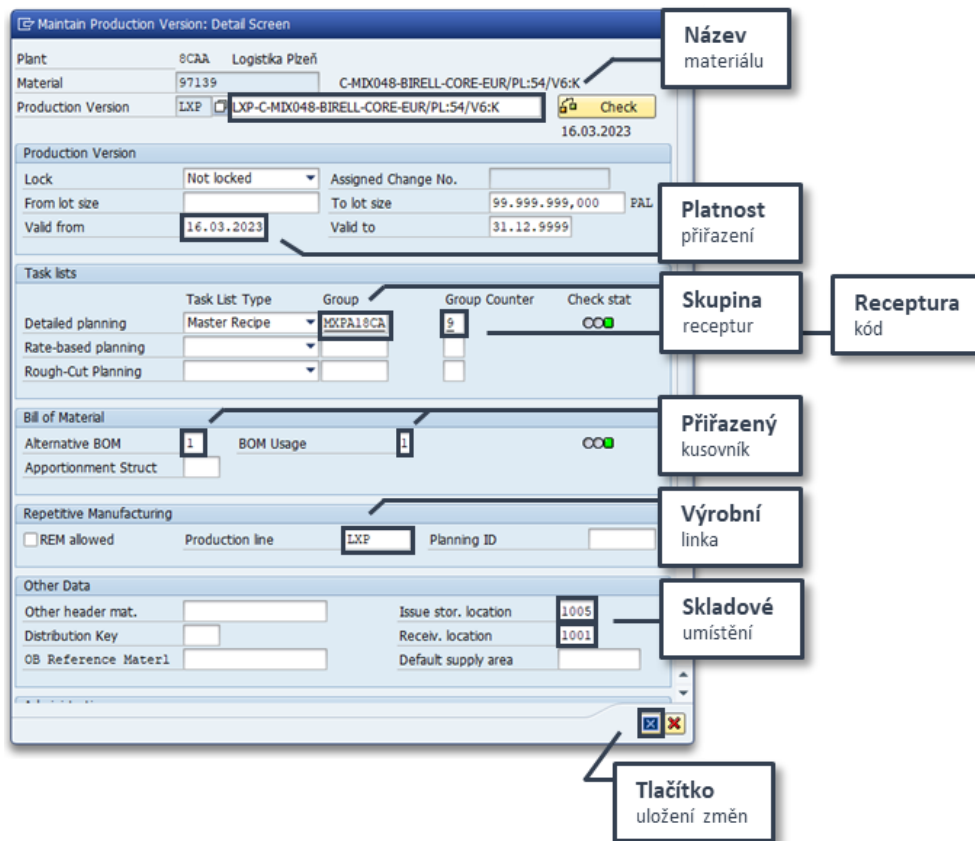 Maintain Production Version: Detail Screen
Plant 8CAA Logistika Plzeň
Material 97139 C-MIX048-BIRELL-CORE-EUR/PL:54/V6:K
Název
materiálu
Production Version LXP LXP-C-MIX048-BIRELL-CORE-EUR/PL:54/V6:K Check
16.03.2023
Production Version
Lock Not locked Assigned Change No.
From lot size To lot size 99.999.999,000 PAL
Valid from 16.03.2023 Valid to 31.12.9999
Platnost
přiřazení
Task lists
Task List Type Group Group Counter Check stat
Detailed planning Master Recipe MXPA18CA 9
Rate-based planning
Rough-Cut Planning
Skupina
receptur
Receptura
kód
Bill of Material
Alternative BOM 1 BOM Usage 1
Apportionment Struct
Přiřazený
kusovník
Repetitive Manufacturing
REM allowed Production line LXP Planning ID
Výrobní
linka
Other Data
Other header mat. Issue stor. location 1005
Distribution Key Receiv. location 1001
OB Reference Materl Default supply area
Skladové
umístění
Tlačítko
uložení změn